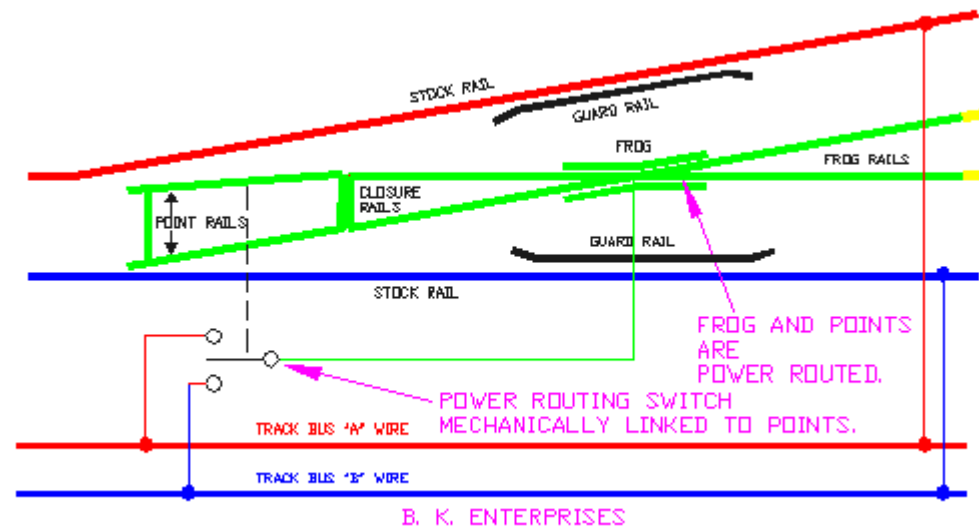 STOCK RAIL
GUARD RAIL
FROG
FROG RAILS
CLOSURE
RAILS
POINT RAILS
GUARD RAIL
STOCK RAIL
FROG AND POINTS
ARE
POWER ROUTED.
POWER ROUTING SWITCH
MECHANICALLY LINKED TO POINTS.
TRACK BUS "A" WIRE
TRACK BUS "B" WIRE
B. K. ENTERPRISES